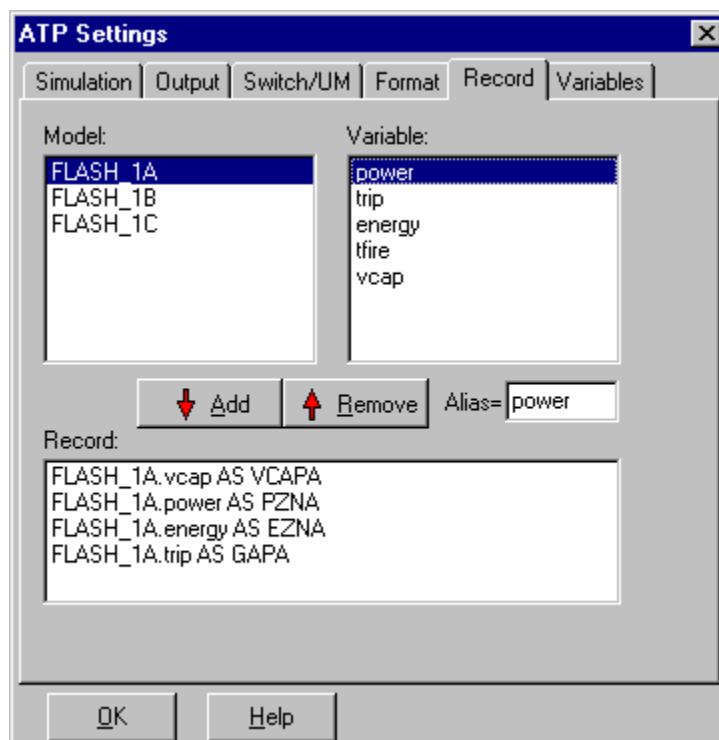 ATP Settings
Simulation Output Switch/UM Format Record Variables
Model: Variable:
FLASH_1A
FLASH_1B
FLASH_1C
power
trip
energy
tfire
vcap
Add Remove Alias= power
Record:
FLASH_1A.vcap AS VCAPA
FLASH_1A.power AS PZNA
FLASH_1A.energy AS EZNA
FLASH_1A.trip AS GAPA
OK Help